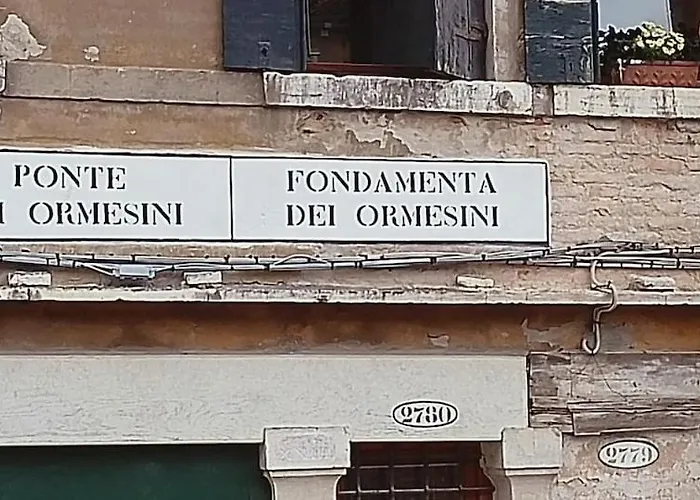 PONTE
I ORMESINI
FONDAMENTA
DEI ORMESINI
2780
2779